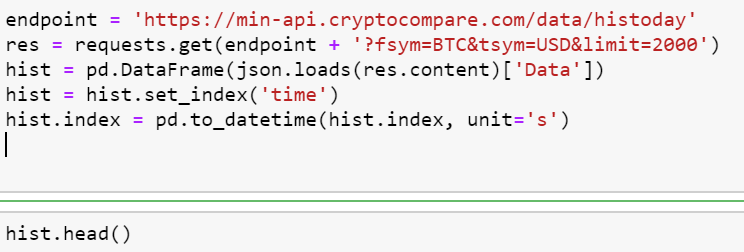 endpoint = 'https://min-api.cryptocompare.com/data/histoday'
res = requests.get(endpoint + '?fsym=BTC&tsym=USD&limit=2000')
hist = pd.DataFrame(json.loads(res.content)['Data'])
hist = hist.set_index('time')
hist.index = pd.to_datetime(hist.index, unit='s')
hist.head()